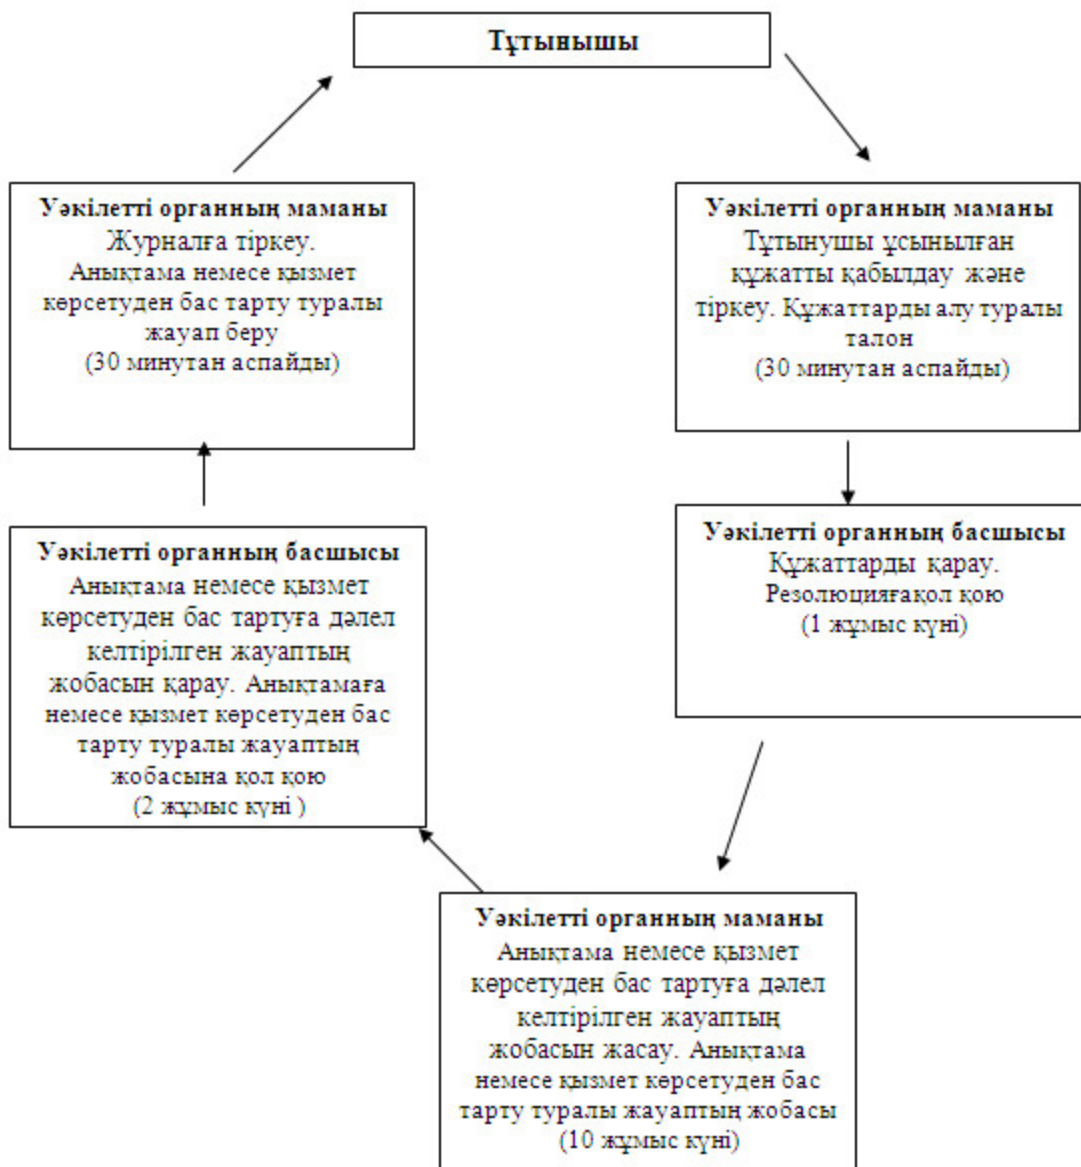 Тұтынышы
Уәкілетті органның маманы
Журналға тіркеу.
Анықтама немесе қызмет
көрсетуден бас тарту туралы
жауап беру
(30 минутан аспайды)
Уәкілетті органның маманы
Тұтынушы ұсынылған
құжатты қабылдау және
тіркеу. Құжаттарды алу туралы
талон
(30 минутан аспайды)
Уәкілетті органның басшысы
Құжаттарды қарау.
Резолюцияғақол қою
(1 жұмыс күні)
Уәкілетті органның басшысы
Анықтама немесе қызмет
көрсетуден бас тартуға дәлел
келтірілген жауаптың
жобасын қарау. Анықтамаға
немесе қызмет көрсетуден бас
тарту туралы жауаптың
жобасына қол қою
(2 жұмыс күні )
Уәкілетті органның маманы
Анықтама немесе қызмет
көрсетуден бас тартуға дәлел
келтірілген жауаптың
жобасын жасау. Анықтама
немесе қызмет көрсетуден бас
тарту туралы жауаптың жобасы
(10 жұмыс күні)